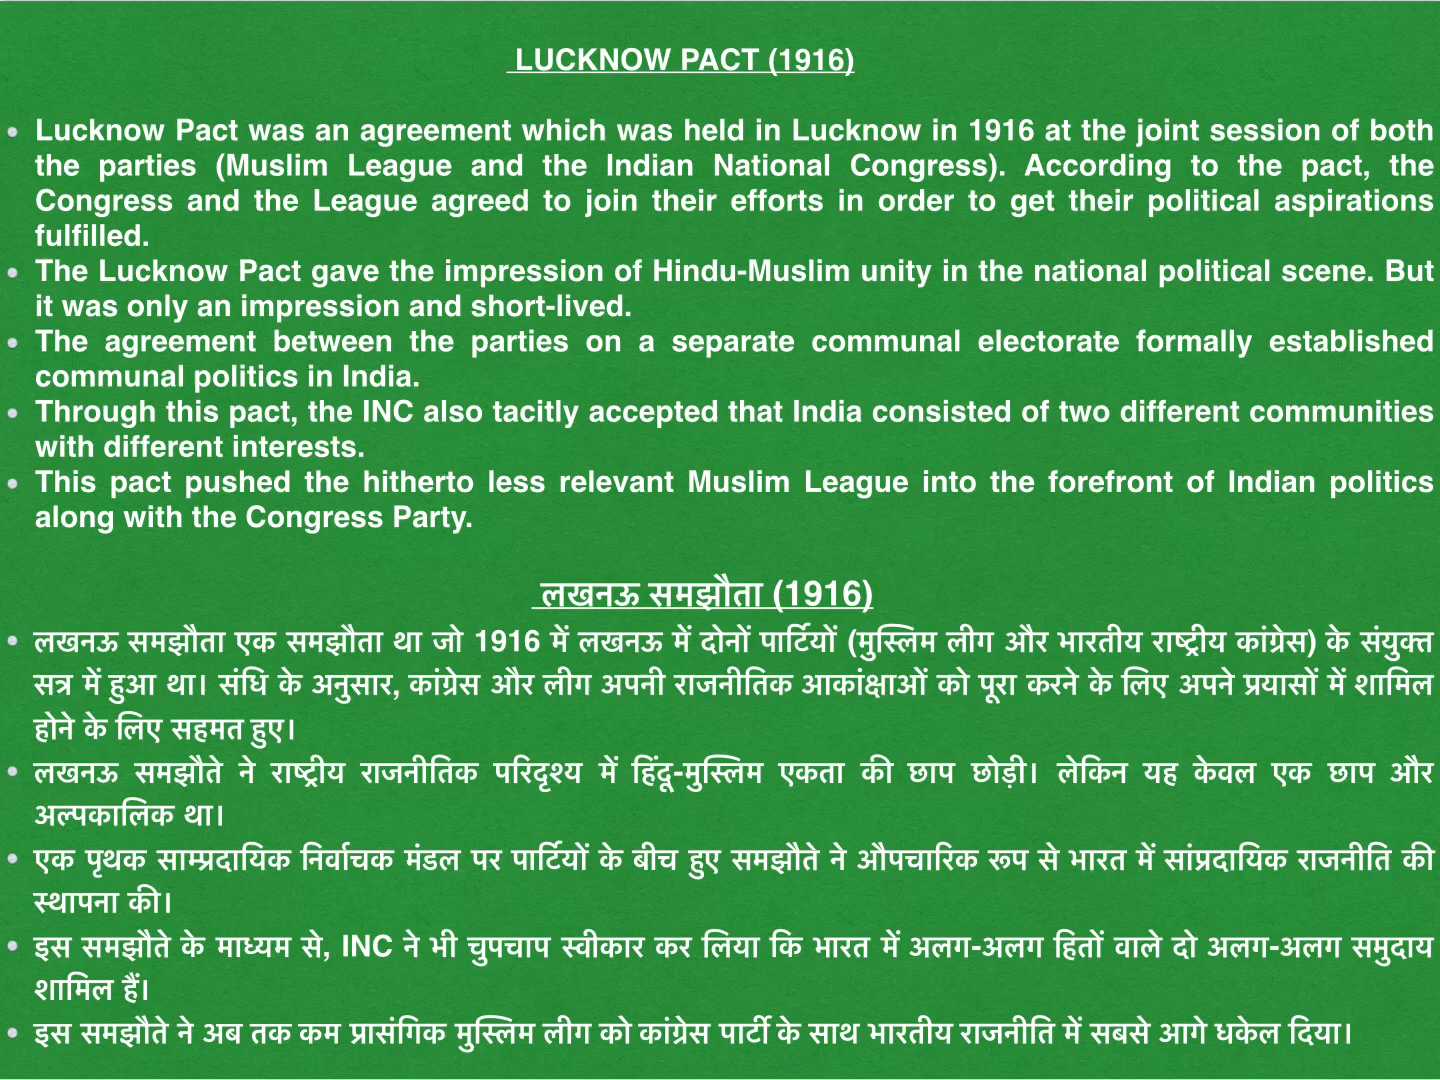 LUCKNOW PACT (1916)
• Lucknow Pact was an agreement which was held in Lucknow in 1916 at the joint session of both
the parties (Muslim League and the Indian National Congress). According to the pact, the
Congress and the League agreed to join their efforts in order to get their political aspirations
fulfilled.
• The Lucknow Pact gave the impression of Hindu-Muslim unity in the national political scene. But
it was only an impression and short-lived.
• The agreement between the parties on a separate communal electorate formally established
communal politics in India.
• Through this pact, the INC also tacitly accepted that India consisted of two different communities
with different interests.
• This pact pushed the hitherto less relevant Muslim League into the forefront of Indian politics
along with the Congress Party.
लखनऊ समझौता (1916)
• लखनऊ समझौता एक समझौता था जो 1916 में लखनऊ में दोनों पार्टियों (मुस्लिम लीग और भारतीय राष्ट्रीय कांग्रेस) के संयुक्त
सत्र में हुआ था। संधि के अनुसार, कांग्रेस और लीग अपनी राजनीतिक आकांक्षाओं को पूरा करने के लिए अपने प्रयासों में शामिल
होने के लिए सहमत हुए।
• लखनऊ समझौते ने राष्ट्रीय राजनीतिक परिदृश्य में हिंदू-मुस्लिम एकता की छाप छोड़ी। लेकिन यह केवल एक छाप और
अल्पकालिक था।
• एक पृथक साम्प्रदायिक निर्वाचक मंडल पर पार्टियों के बीच हुए समझौते ने औपचारिक रूप से भारत में सांप्रदायिक राजनीति की
स्थापना की।
• इस समझौते के माध्यम से, INC ने भी चुपचाप स्वीकार कर लिया कि भारत में अलग-अलग हितों वाले दो अलग-अलग समुदाय
शामिल हैं।
• इस समझौते ने अब तक कम प्रासंगिक मुस्लिम लीग को कांग्रेस पार्टी के साथ भारतीय राजनीति में सबसे आगे धकेल दिया।